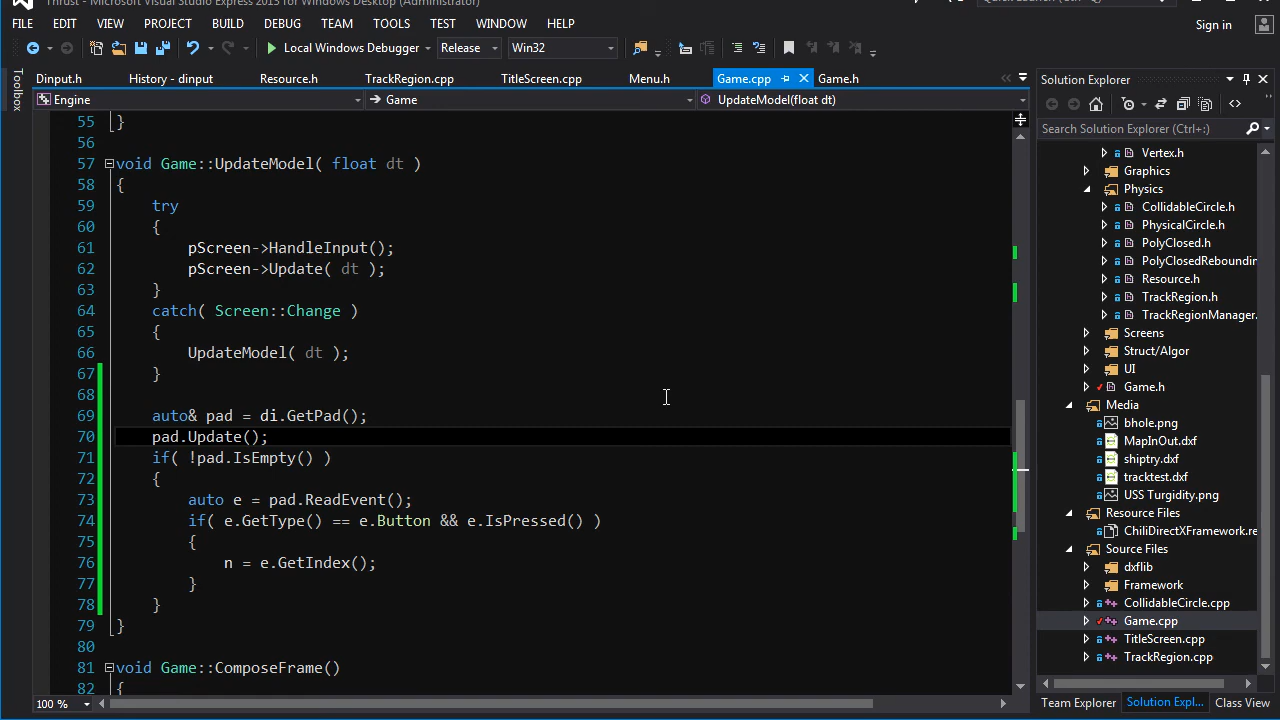 Thrust - Microsoft Visual Studio Express 2013 for Windows Desktop (Administrator)
FILE EDIT VIEW PROJECT BUILD DEBUG TEAM TOOLS TEST WINDOW HELP
Sign in
Local Windows Debugger Release Win32
Toolbox
Dinput.h History - dinput Resource.h TrackRegion.cpp TitleScreen.cpp Menu.h Game.cpp Game.h
Engine Game UpdateModel(float dt)
55 }
56
57 void Game::UpdateModel( float dt )
58 {
59 try
60 {
61 pScreen->HandleInput();
62 pScreen->Update( dt );
63 }
64 catch( Screen::Change )
65 {
66 UpdateModel( dt );
67 }
68
69 auto& pad = di.GetPad();
70 pad.Update();
71 if( !pad.IsEmpty() )
72 {
73 auto e = pad.ReadEvent();
74 if( e.GetType() == e.Button && e.IsPressed() )
75 {
76 n = e.GetIndex();
77 }
78 }
79 }
80
81 void Game::ComposeFrame()
82 {
100 %
Solution Explorer
Search Solution Explorer (Ctrl+;)
Vertex.h
Graphics
Physics
CollidableCircle.h
PhysicalCircle.h
PolyClosed.h
PolyClosedReboundin
Resource.h
TrackRegion.h
TrackRegionManager.
Screens
Struct/Algor
UI
Game.h
Media
bhole.png
MapInOut.dxf
shiptry.dxf
tracktest.dxf
USS Turgidity.png
Resource Files
ChiliDirectXFramework.re
Source Files
dxflib
Framework
CollidableCircle.cpp
Game.cpp
TitleScreen.cpp
TrackRegion.cpp
Team Explorer Solution Expl... Class View